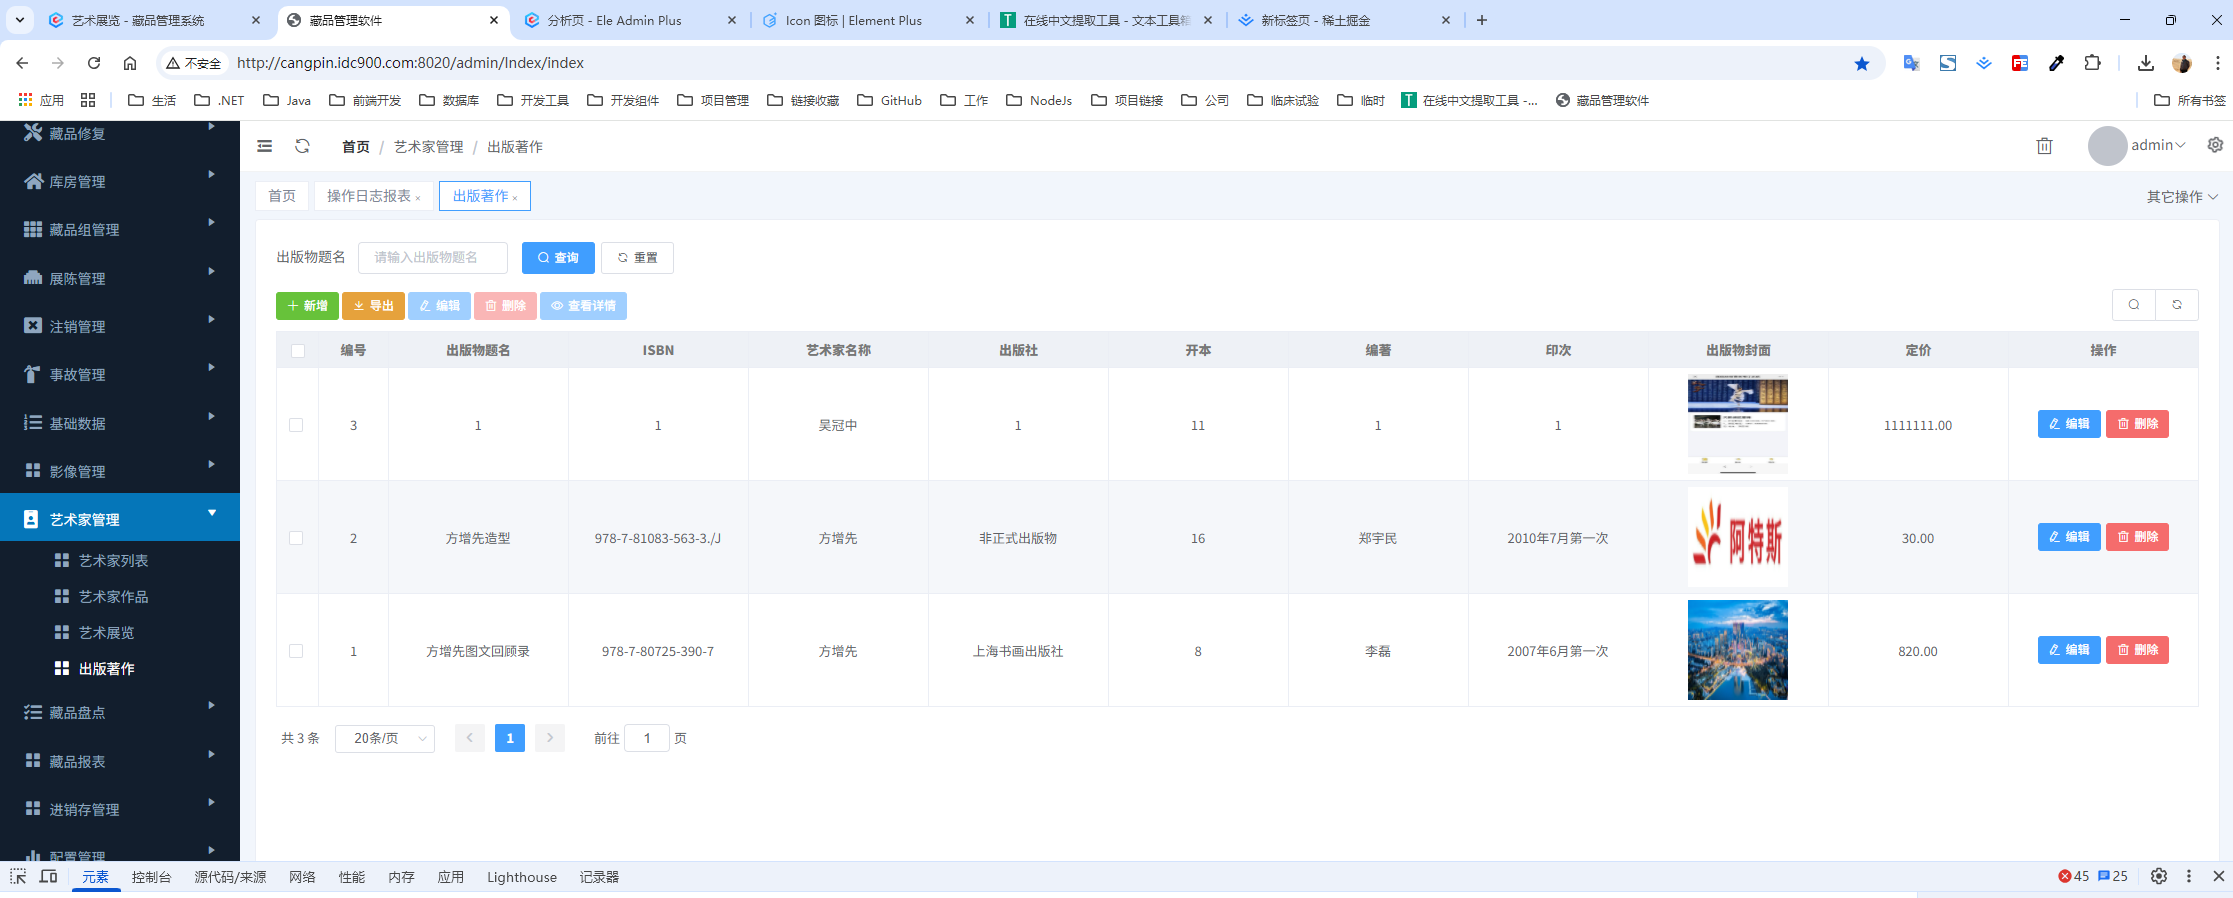 艺术展览 - 藏品管理系统
藏品管理软件
分析页 - Ele Admin Plus
Icon 图标 | Element Plus
在线中文提取工具 - 文本工具箱
新标签页 - 稀土掘金
不安全
http://cangpin.idc900.com:8020/admin/Index/index
应用
生活
.NET
Java
前端开发
数据库
开发工具
开发组件
项目管理
链接收藏
GitHub
工作
NodeJs
项目链接
公司
临床试验
临时
在线中文提取工具 -...
藏品管理软件
所有书签
藏品修复
库房管理
藏品组管理
展陈管理
注销管理
事故管理
基础数据
影像管理
艺术家管理
艺术家列表
艺术家作品
艺术展览
出版著作
藏品盘点
藏品报表
进销存管理
配置管理
首页 / 艺术家管理 / 出版著作
admin
首页
操作日志报表 ×
出版著作 ×
其它操作
出版物题名 请输入出版物题名 查询 重置
新增 导出 编辑 删除 查看详情
编号 出版物题名 ISBN 艺术家名称 出版社 开本 编著 印次 出版物封面 定价 操作
3 1 1 吴冠中 1 11 1 1 1111111.00 编辑 删除
2 方增先造型 978-7-81083-563-3./J 方增先 非正式出版物 16 郑宇民 2010年7月第一次 阿特斯 30.00 编辑 删除
1 方增先图文回顾录 978-7-80725-390-7 方增先 上海书画出版社 8 李磊 2007年6月第一次 820.00 编辑 删除
共 3 条 20条/页 1 前往 1 页
元素 控制台 源代码/来源 网络 性能 内存 应用 Lighthouse 记录器
45 25